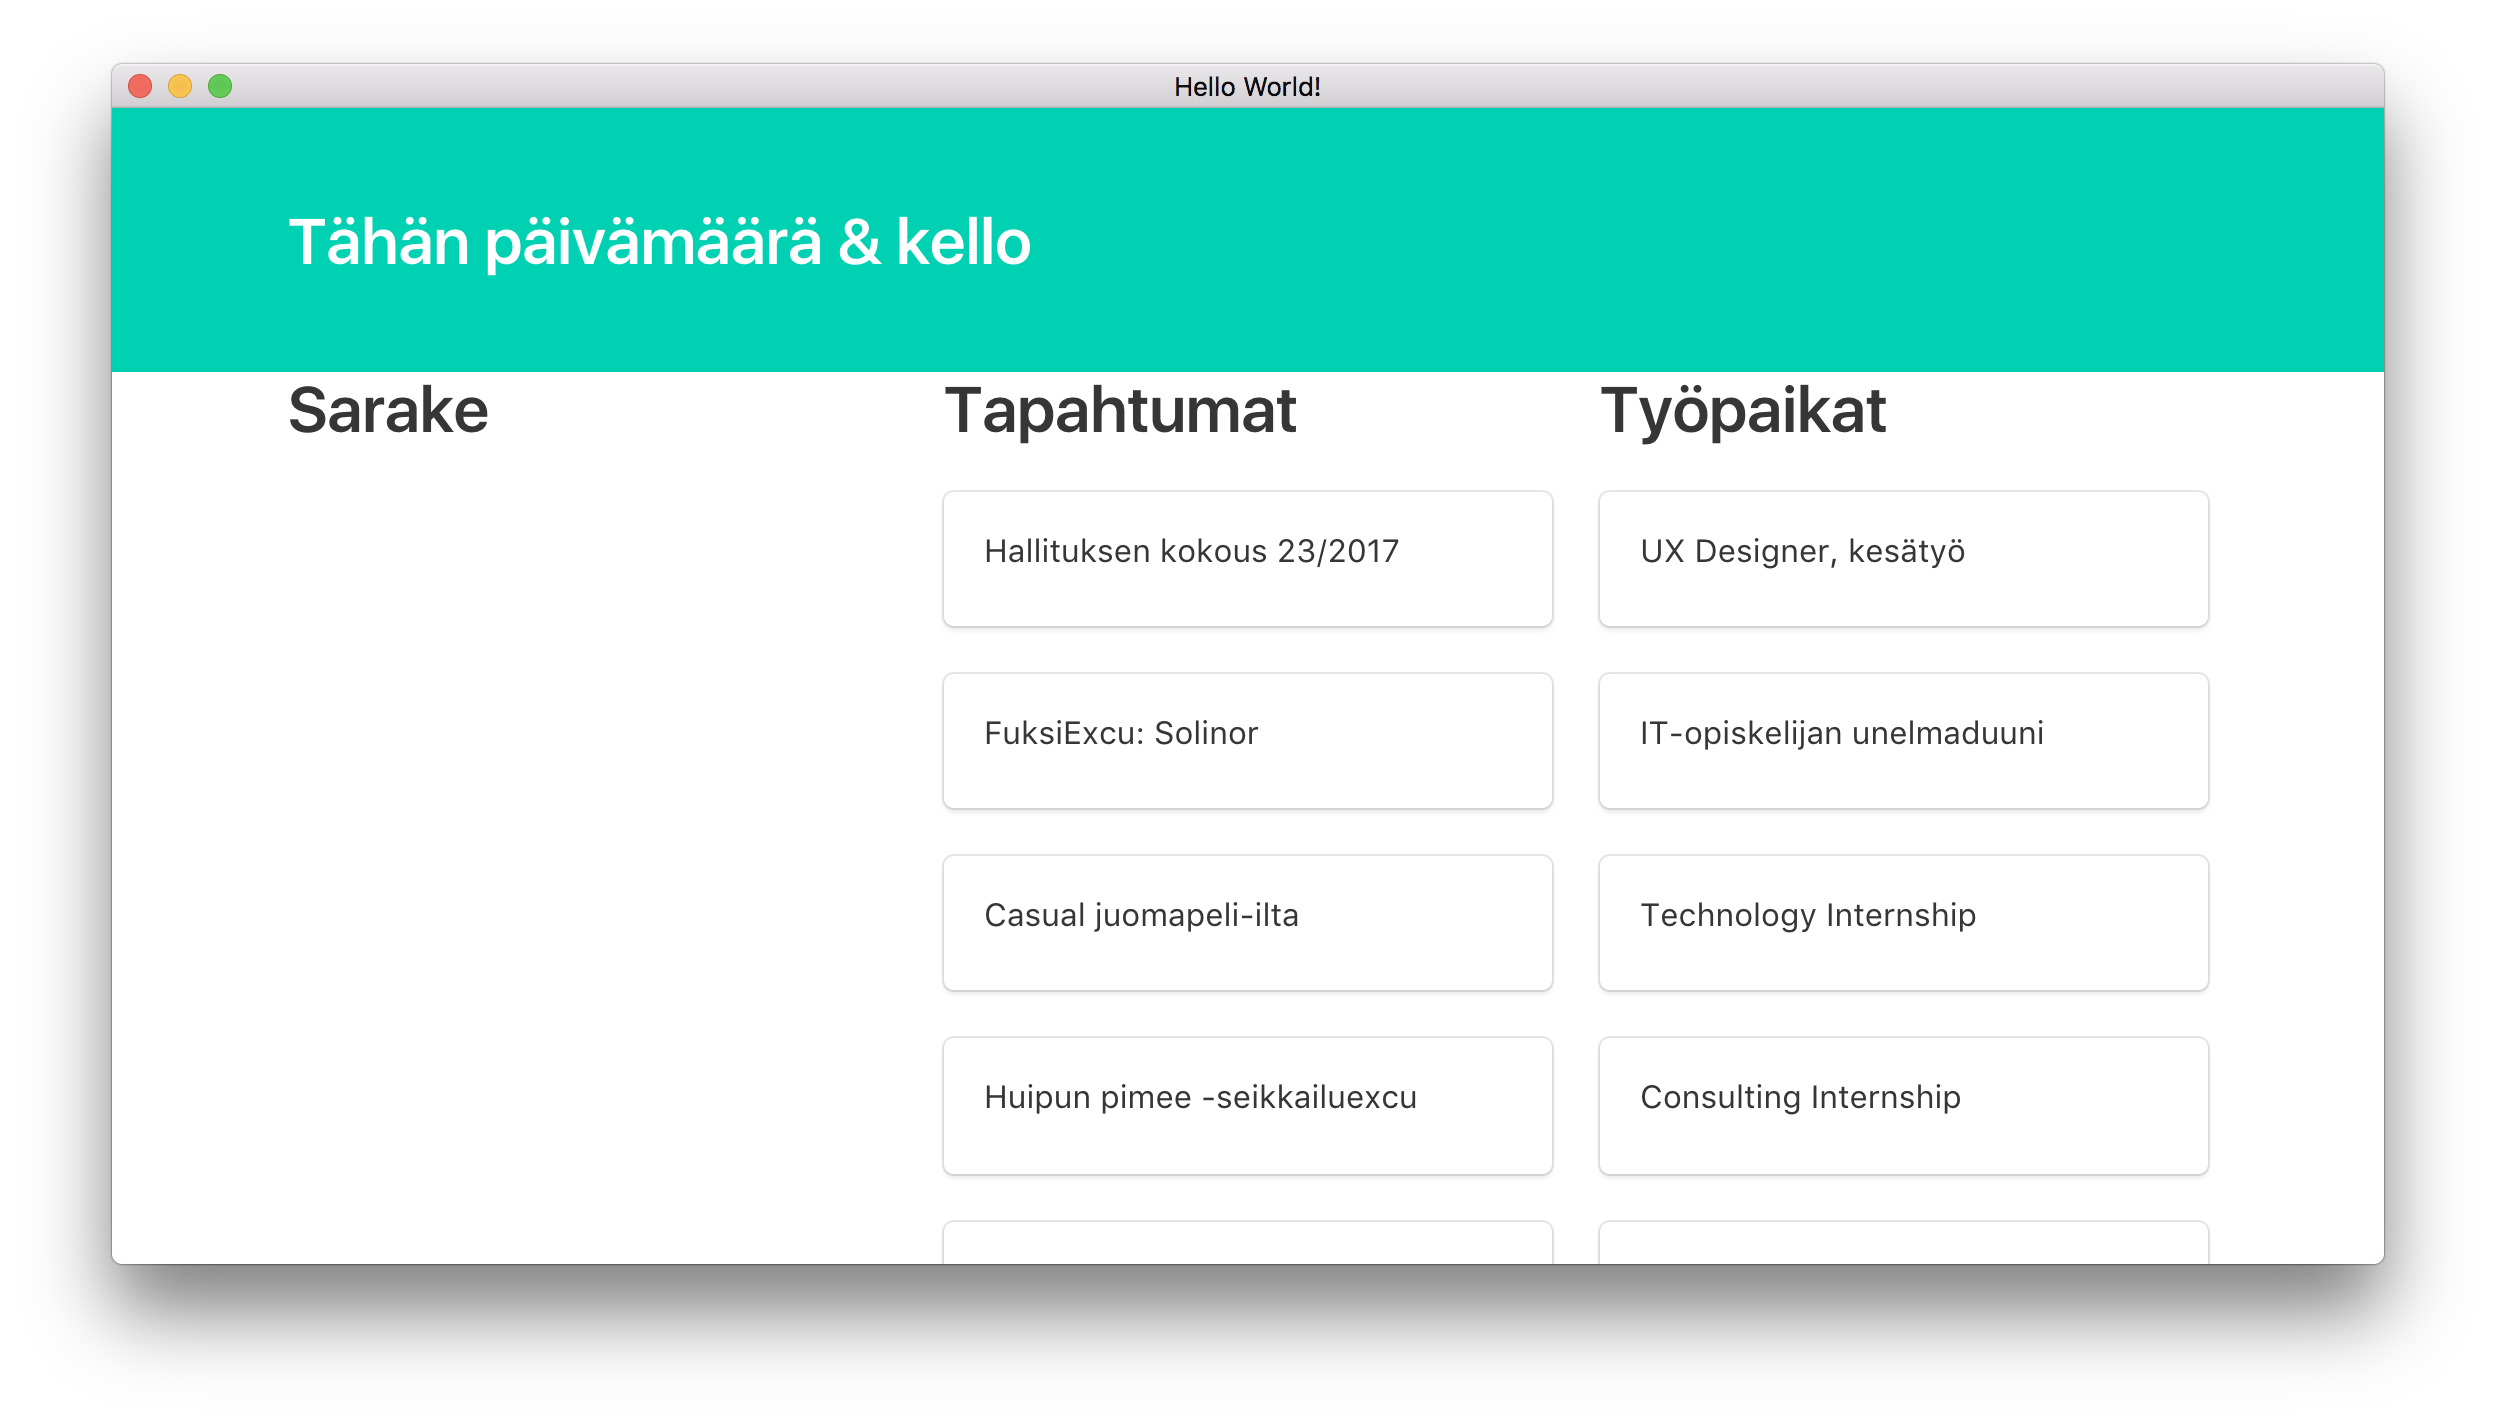 Hello World!
Tähän päivämäärä & kello
Sarake
Tapahtumat
Hallituksen kokous 23/2017
FuksiExcu: Solinor
Casual juomapeli-ilta
Huipun pimee -seikkailuexcu
Työpaikat
UX Designer, kesätyö
IT-opiskelijan unelmaduuni
Technology Internship
Consulting Internship